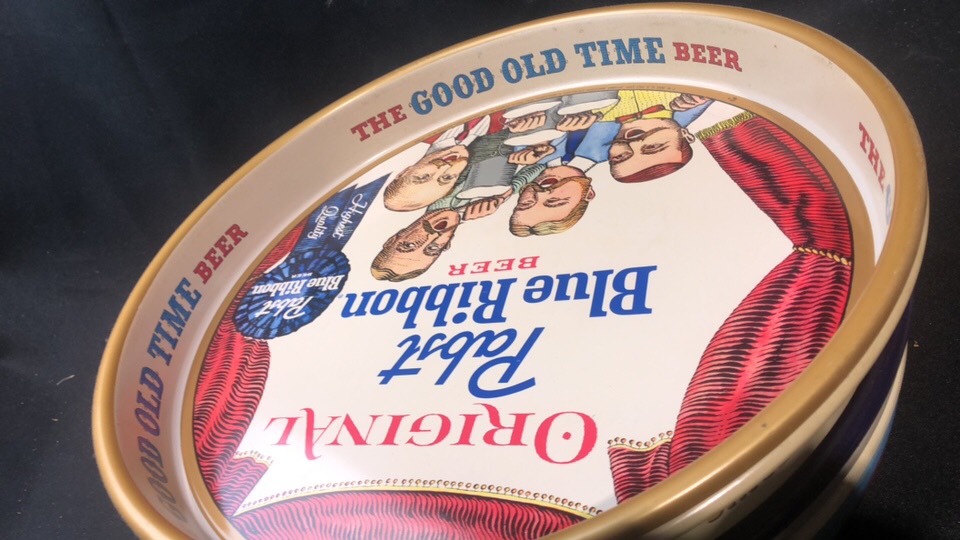 THE GOOD OLD TIME BEER
GOOD OLD TIME BEER
THE
ORIGINAL
Pabst
Blue Ribbon
BEER
Highest
Quality
Pabst
Blue Ribbon
BEER